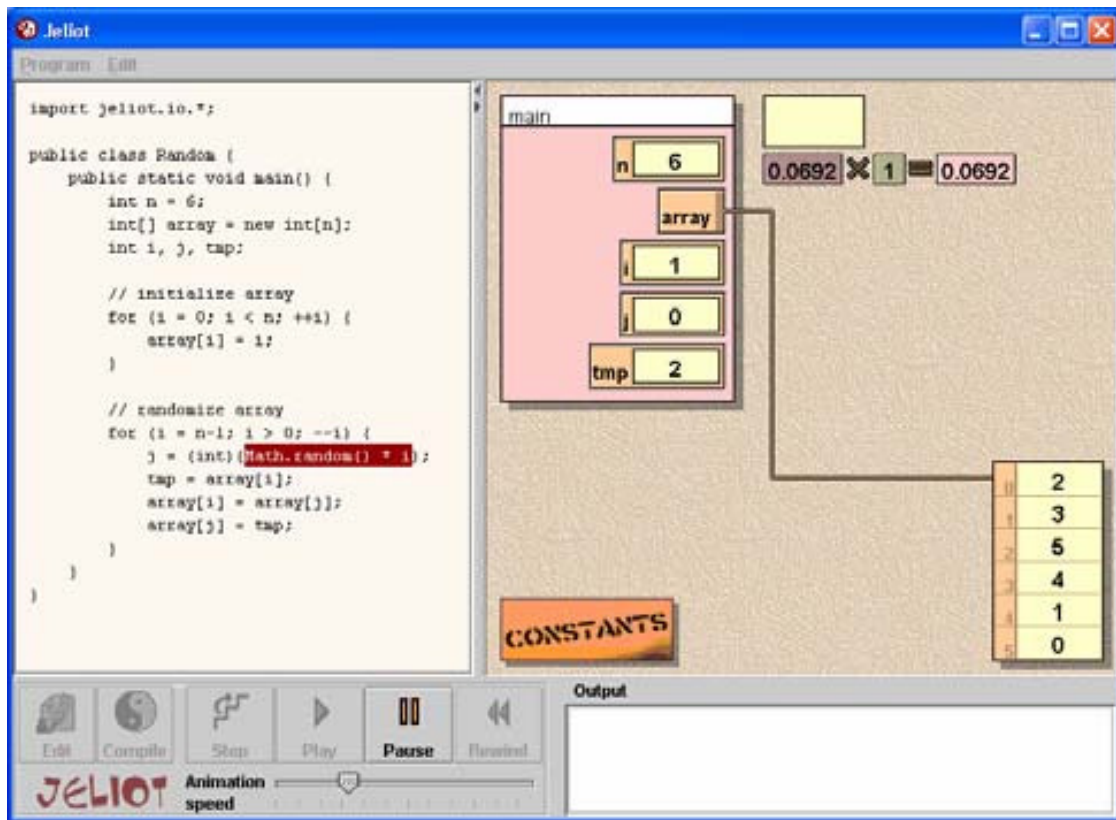 Jeliot
Program Edit
import jeliot.io.*;
public class Random {
public static void main() {
int n = 6;
int[] array = new int[n];
int i, j, tmp;
// initialize array
for (i = 0; i < n; ++i) {
array[i] = i;
}
// randomize array
for (i = n-1; i > 0; --i) {
j = (int)(Math.random() * i);
tmp = array[i];
array[i] = array[j];
array[j] = tmp;
}
}
}
main
n 6
array
i 1
j 0
tmp 2
0.0692 × 1 = 0.0692
0 2
1 3
2 5
3 4
4 1
5 0
CONSTANTS
Edit Compile Step Play Pause Rewind
JELIOT
Animation
speed
Output